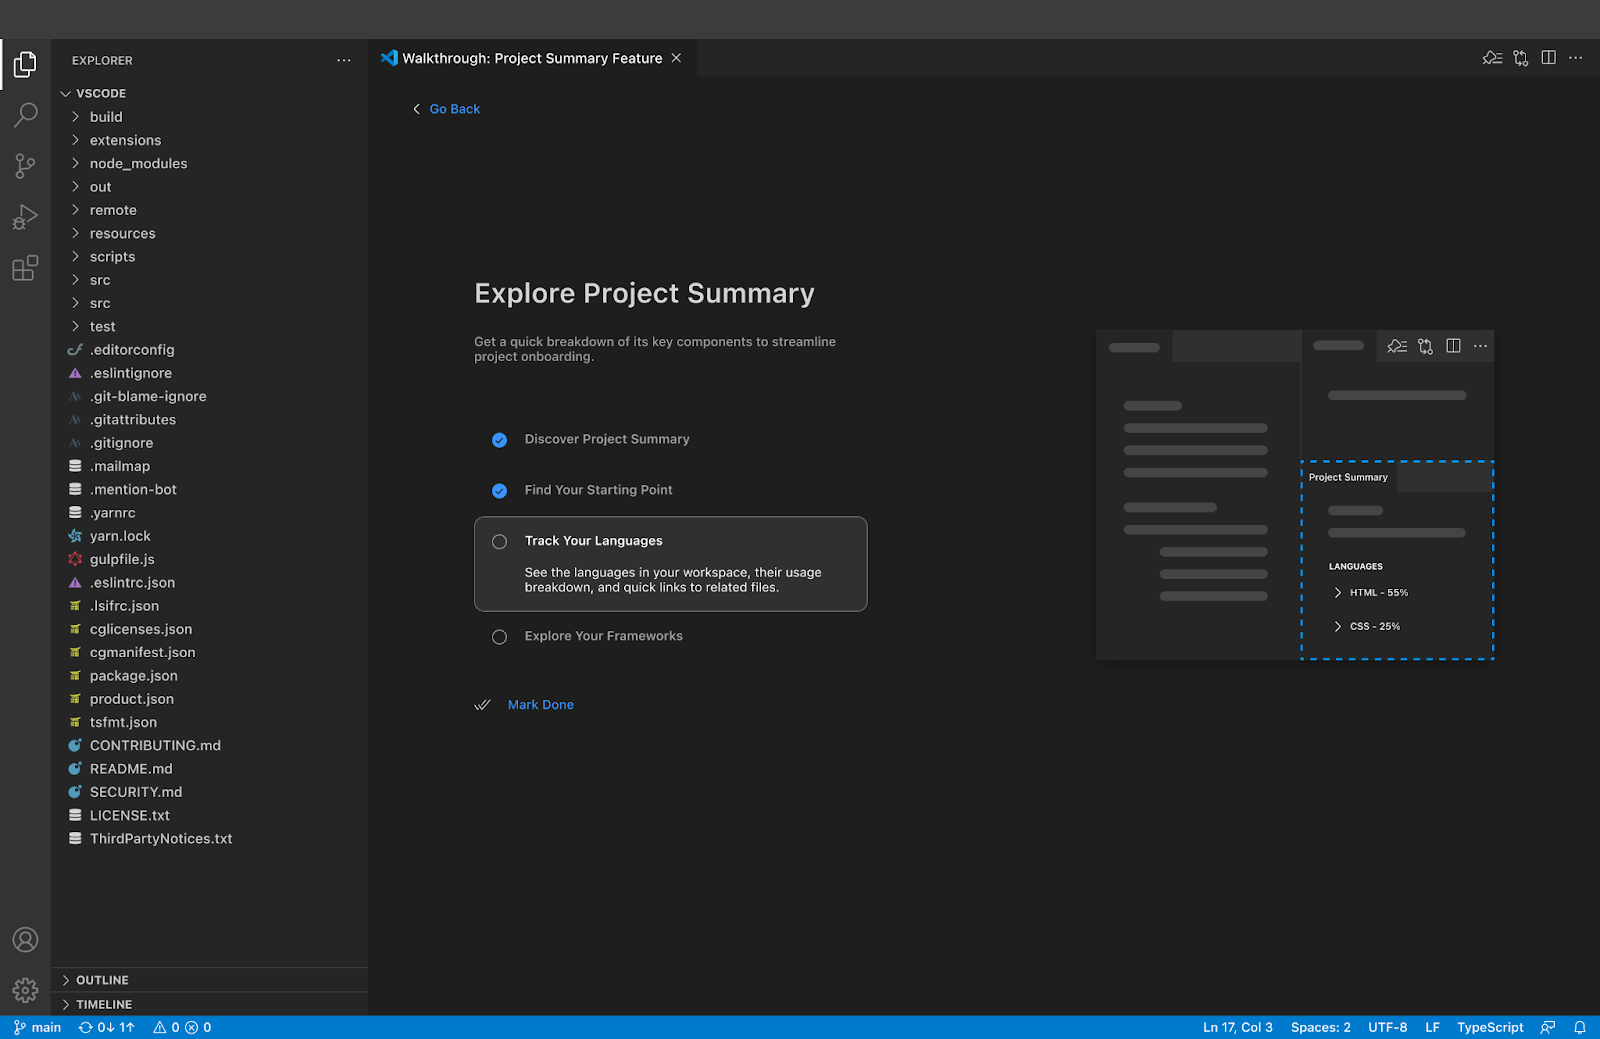 EXPLORER
VSCODE
build
extensions
node_modules
out
remote
resources
scripts
src
src
test
.editorconfig
.eslintignore
.git-blame-ignore
.gitattributes
.gitignore
.mailmap
.mention-bot
.yarnrc
yarn.lock
gulpfile.js
.eslintrc.json
.lsifrc.json
cglicenses.json
cgmanifest.json
package.json
product.json
tsfmt.json
CONTRIBUTING.md
README.md
SECURITY.md
LICENSE.txt
ThirdPartyNotices.txt
OUTLINE
TIMELINE
Walkthrough: Project Summary Feature
Go Back
Explore Project Summary
Get a quick breakdown of its key components to streamline
project onboarding.
Discover Project Summary
Find Your Starting Point
Track Your Languages
See the languages in your workspace, their usage
breakdown, and quick links to related files.
Explore Your Frameworks
Mark Done
Project Summary
LANGUAGES
HTML - 55%
CSS - 25%
main 0↓ 1↑ 0 0 Ln 17, Col 3 Spaces: 2 UTF-8 LF TypeScript